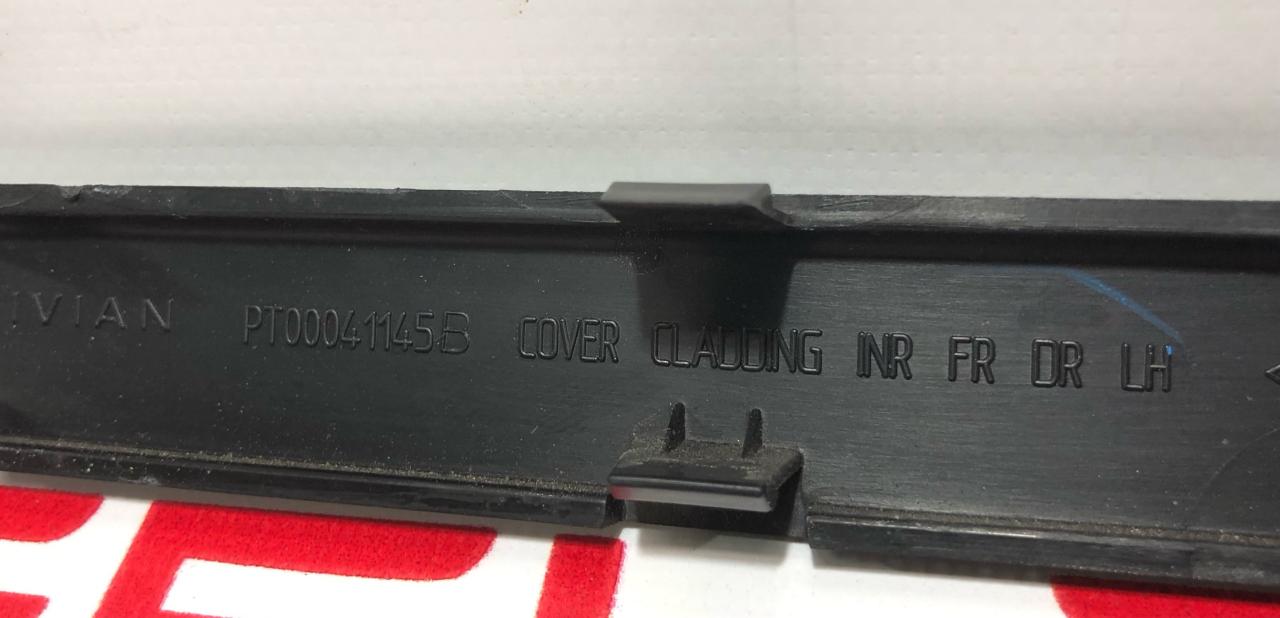 IVIAN PT00041145B COVER CLADDING INR FR DR LH